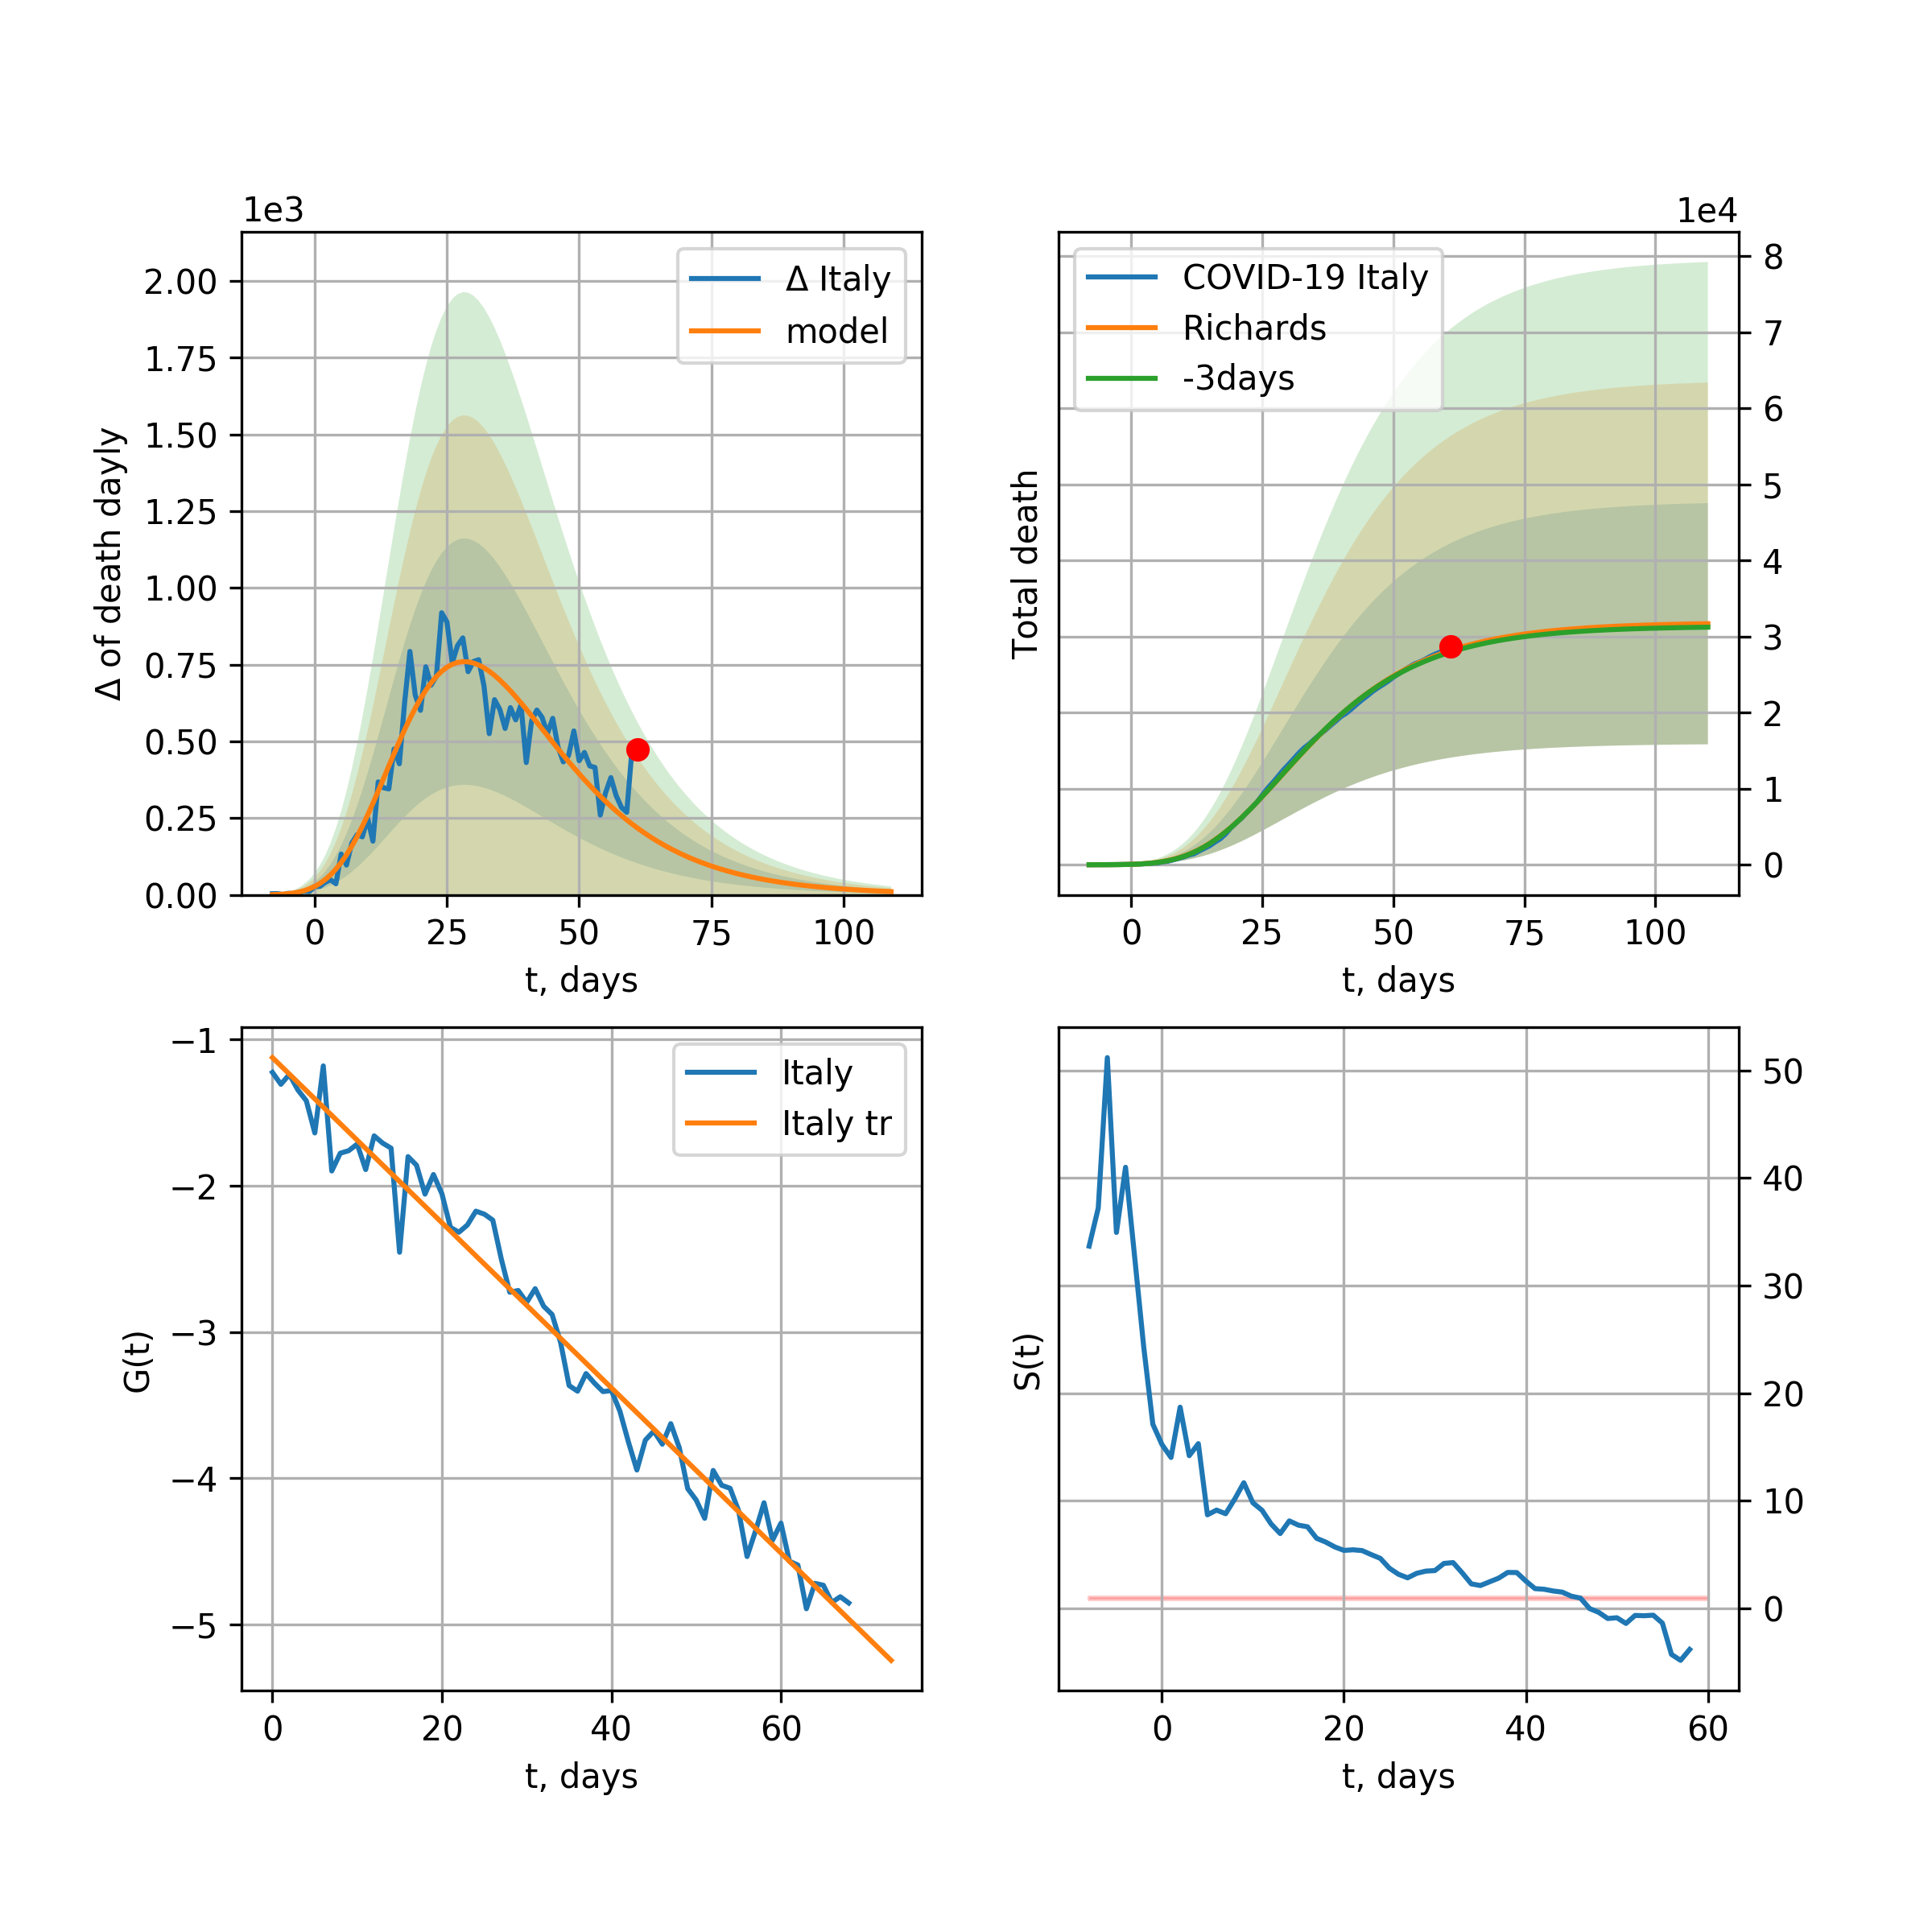 1e3
Δ of death dayly
2.00
1.75
1.50
1.25
1.00
0.75
0.50
0.25
0.00
Δ Italy
model
0 25 50 75 100
t, days
1e4
Total death
COVID-19 Italy
Richards
-3days
8
7
6
5
4
3
2
1
0
0 25 50 75 100
t, days
G(t)
−1
−2
−3
−4
−5
Italy
Italy tr
0 20 40 60
t, days
S(t)
50
40
30
20
10
0
0 20 40 60
t, days